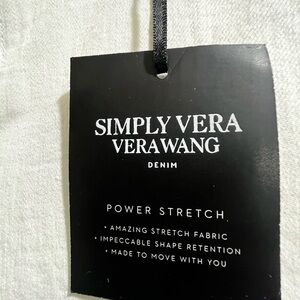 SIMPLY VERA
VERAWANG
DENIM
POWER STRETCH
• AMAZING STRETCH FABRIC
• IMPECCABLE SHAPE RETENTION
• MADE TO MOVE WITH YOU